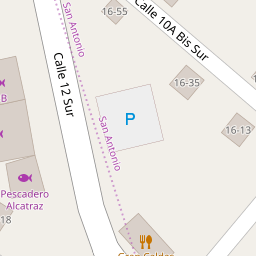 16-55
San Antonio
Calle 10A Bis Sur
Calle 12 Sur
16-35
B
P
San Antonio
16-13
Pescadero
Alcatraz
18